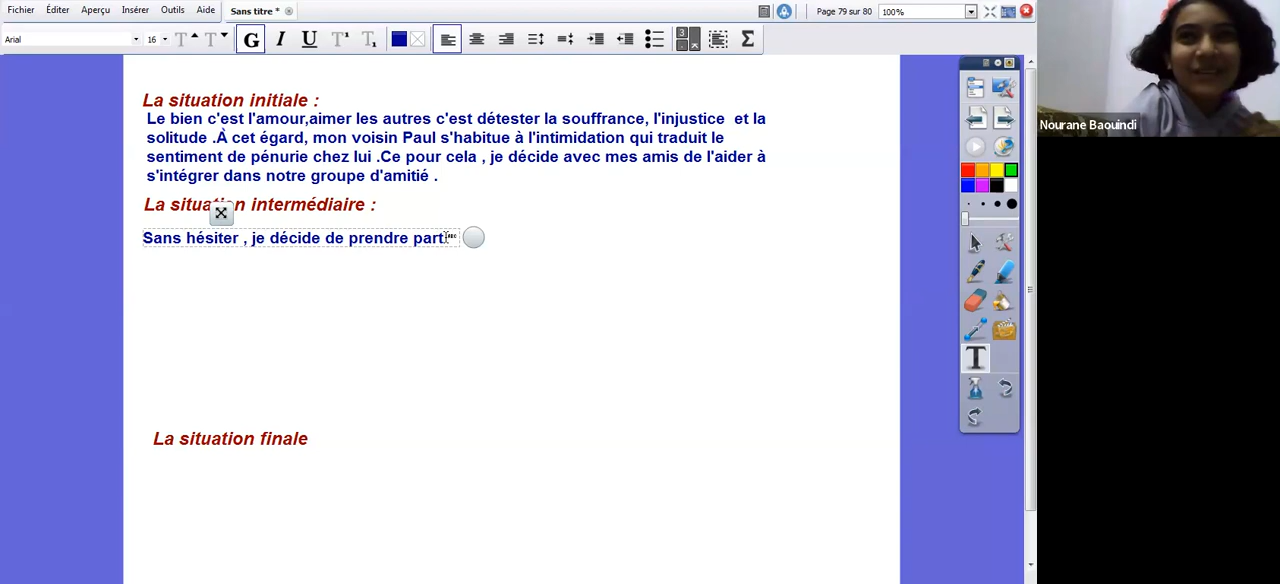 Fichier Éditer Aperçu Insérer Outils Aide Sans titre * Page 79 sur 80 100%
Arial 16 G I U T¹ T₁ 3 Σ
La situation initiale :
Le bien c'est l'amour,aimer les autres c'est détester la souffrance, l'injustice et la
solitude .À cet égard, mon voisin Paul s'habitue à l'intimidation qui traduit le
sentiment de pénurie chez lui .Ce pour cela , je décide avec mes amis de l'aider à
s'intégrer dans notre groupe d'amitié .
La situation intermédiaire :
Sans hésiter , je décide de prendre part
La situation finale
T
Nourane Baouindi